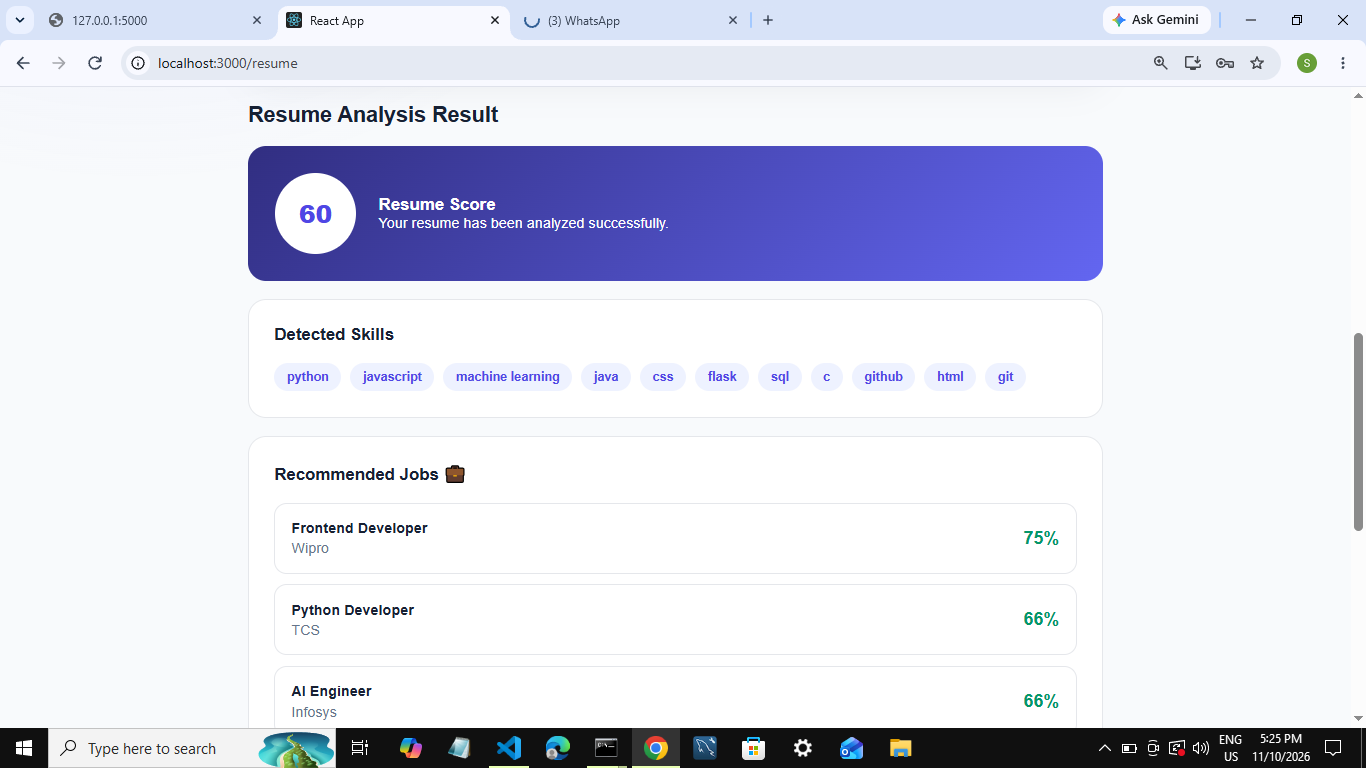 127.0.0.1:5000
React App
(3) WhatsApp
Ask Gemini
localhost:3000/resume
S
Resume Analysis Result
60
Resume Score
Your resume has been analyzed successfully.
Detected Skills
python javascript machine learning java css flask sql c github html git
Recommended Jobs
Frontend Developer
Wipro
75%
Python Developer
TCS
66%
AI Engineer
Infosys
66%
Type here to search
ENG
US
5:25 PM
11/10/2026